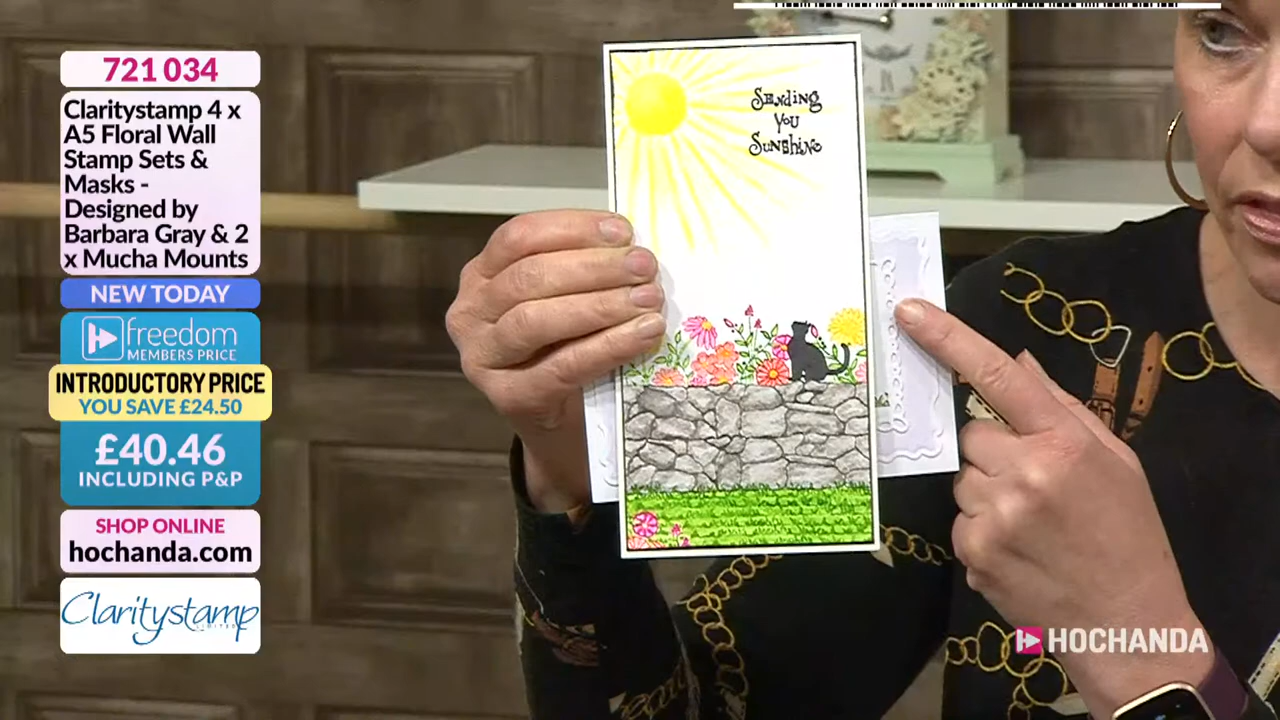 721 034
Claritystamp 4 x
A5 Floral Wall
Stamp Sets &
Masks -
Designed by
Barbara Gray & 2
x Mucha Mounts
NEW TODAY
freedom
MEMBERS PRICE
INTRODUCTORY PRICE
YOU SAVE £24.50
£40.46
INCLUDING P&P
SHOP ONLINE
hochanda.com
Claritystamp
LIMITED
Sending
You
Sunshine
HOCHANDA